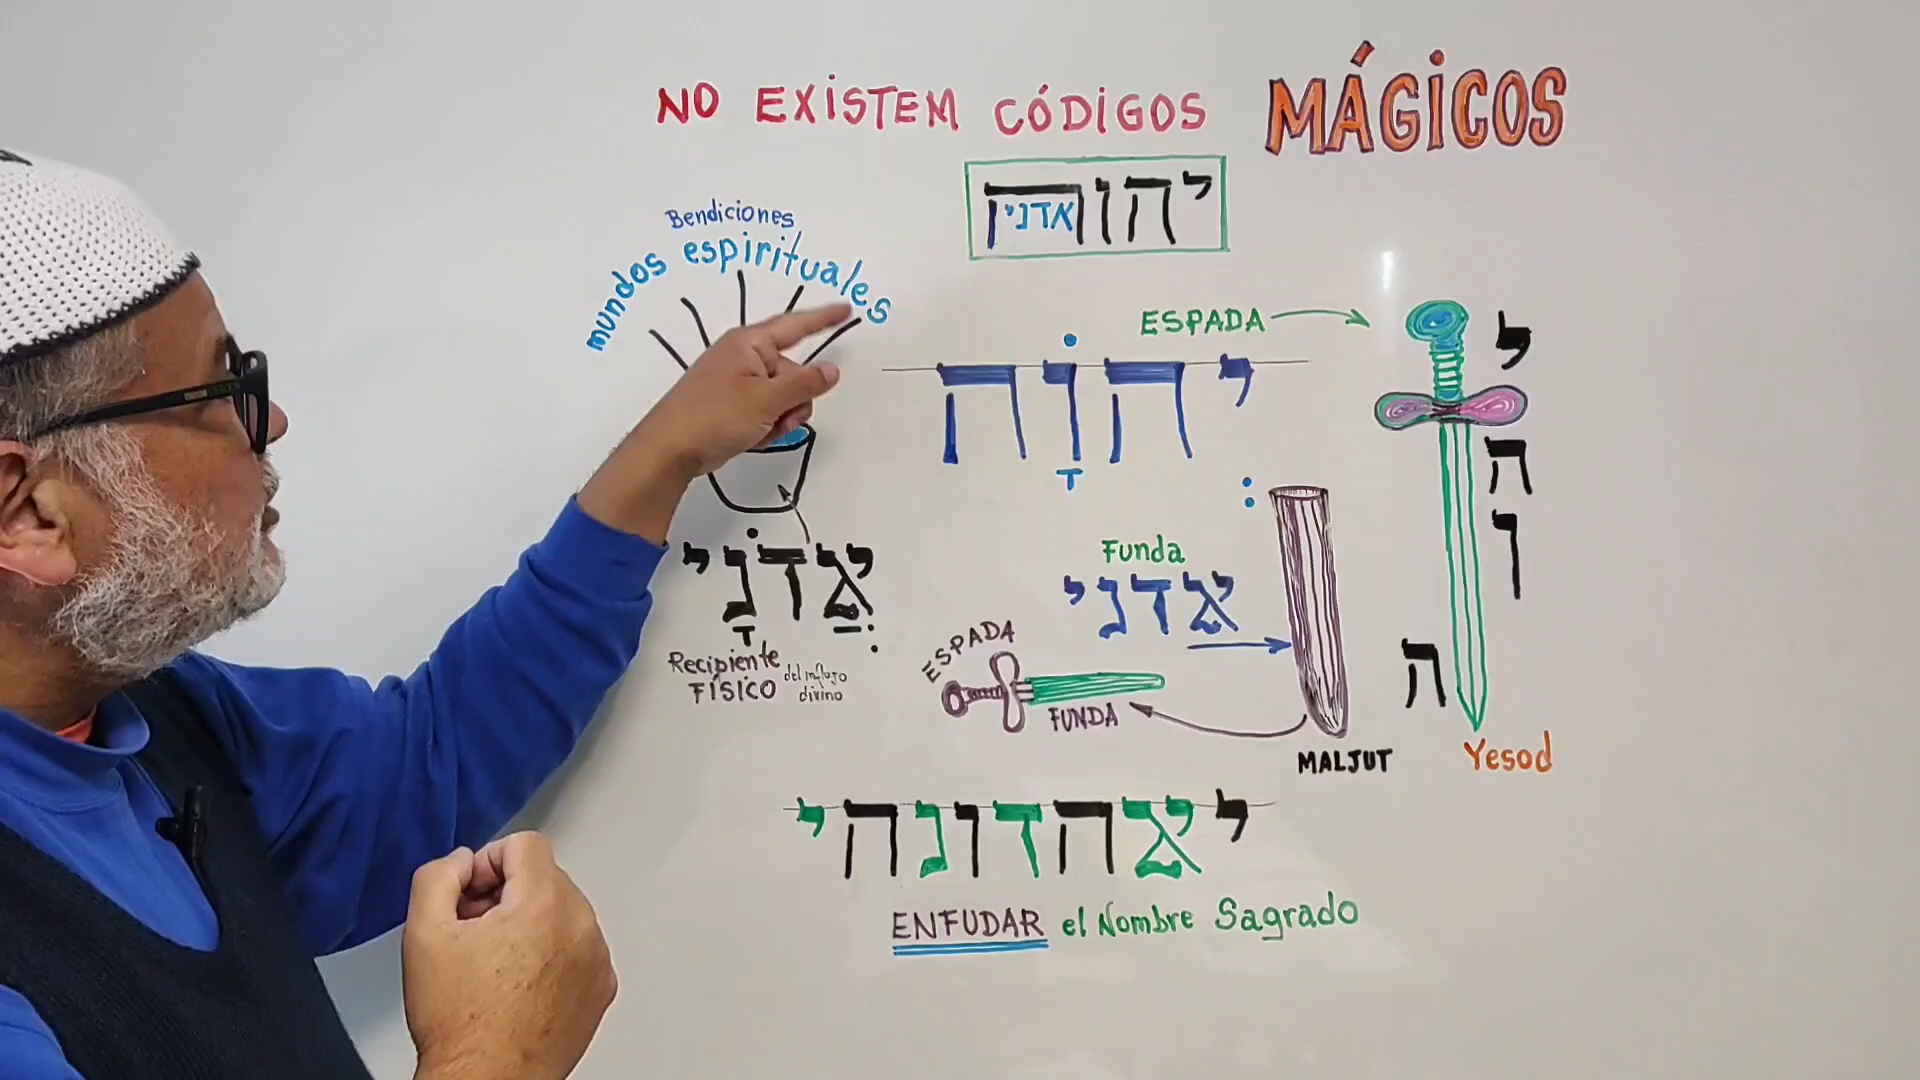 NO EXISTEM CÓDIGOS MÁGICOS
יהוה
אדני
Bendiciones
mundos espirituales
ESPADA
יהוָֹה
י
ה
ו
ה
Yesod
Funda
אדני
MALJUT
אֲדֹנָי
Recipiente
FÍSICO
del influjo
divino
ESPADA
FUNDA
יאהדונהי
ENFUDAR el Nombre Sagrado